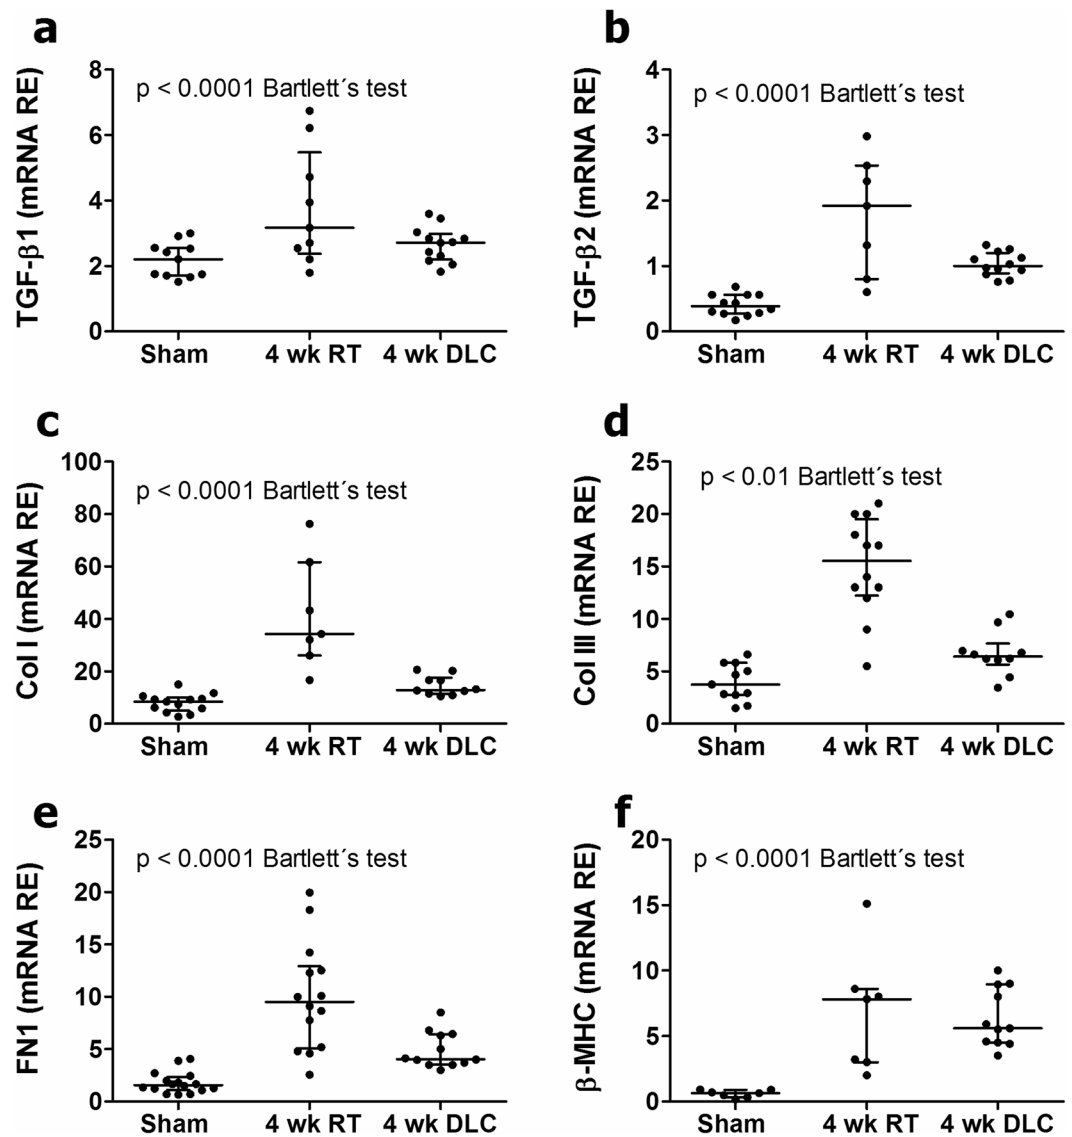 a
TGF-β1 (mRNA RE)
p < 0.0001 Bartlett´s test
8
6
4
2
0
Sham 4 wk RT 4 wk DLC
b
TGF-β2 (mRNA RE)
p < 0.0001 Bartlett´s test
4
3
2
1
0
Sham 4 wk RT 4 wk DLC
c
Col I (mRNA RE)
p < 0.0001 Bartlett´s test
100
80
60
40
20
0
Sham 4 wk RT 4 wk DLC
d
Col III (mRNA RE)
p < 0.01 Bartlett´s test
25
20
15
10
5
0
Sham 4 wk RT 4 wk DLC
e
FN1 (mRNA RE)
p < 0.0001 Bartlett´s test
25
20
15
10
5
0
Sham 4 wk RT 4 wk DLC
f
β-MHC (mRNA RE)
p < 0.0001 Bartlett´s test
20
15
10
5
0
Sham 4 wk RT 4 wk DLC